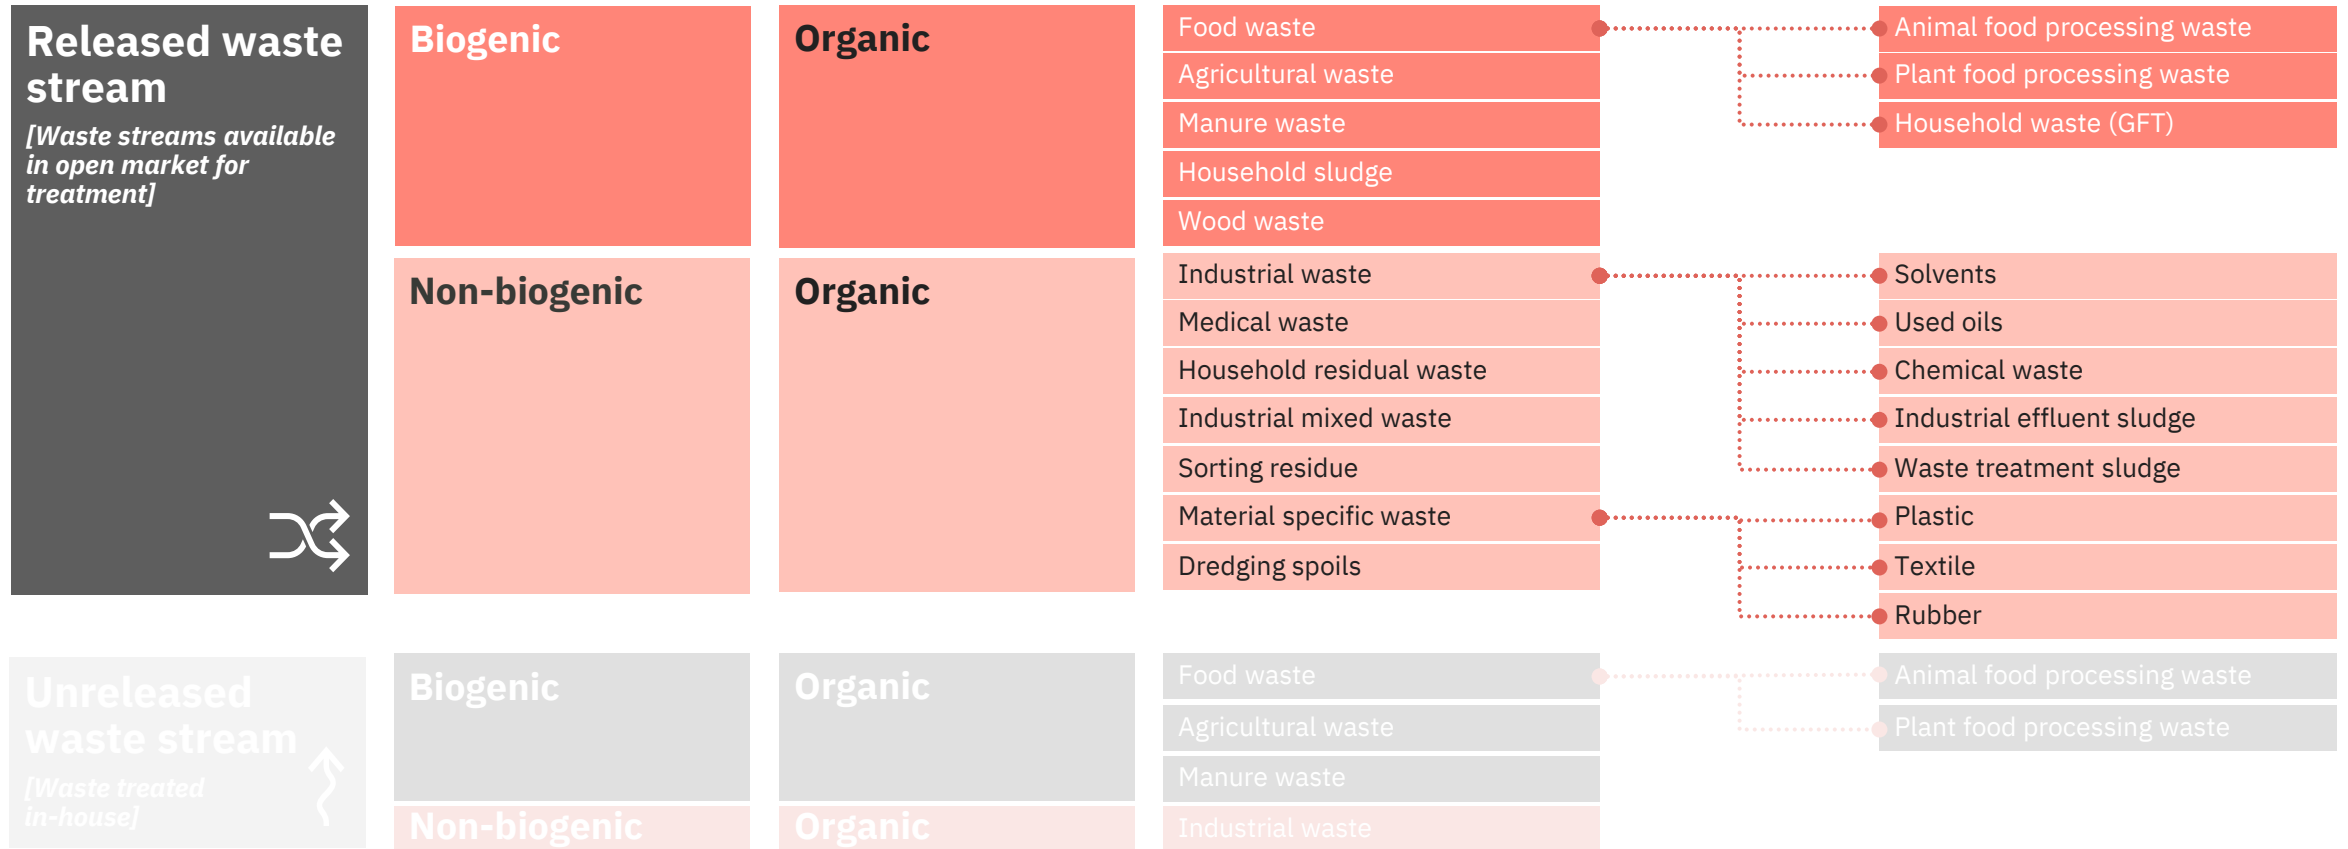 Released waste
stream
[Waste streams available
in open market for
treatment]
Biogenic
Organic
Food waste
Agricultural waste
Manure waste
Household sludge
Wood waste
Animal food processing waste
Plant food processing waste
Household waste (GFT)
Non-biogenic
Organic
Industrial waste
Medical waste
Household residual waste
Industrial mixed waste
Sorting residue
Material specific waste
Dredging spoils
Solvents
Used oils
Chemical waste
Industrial effluent sludge
Waste treatment sludge
Plastic
Textile
Rubber
Unreleased
waste stream
[Waste treated
in-house]
Biogenic
Organic
Food waste
Agricultural waste
Manure waste
Animal food processing waste
Plant food processing waste
Non-biogenic
Organic
Industrial waste